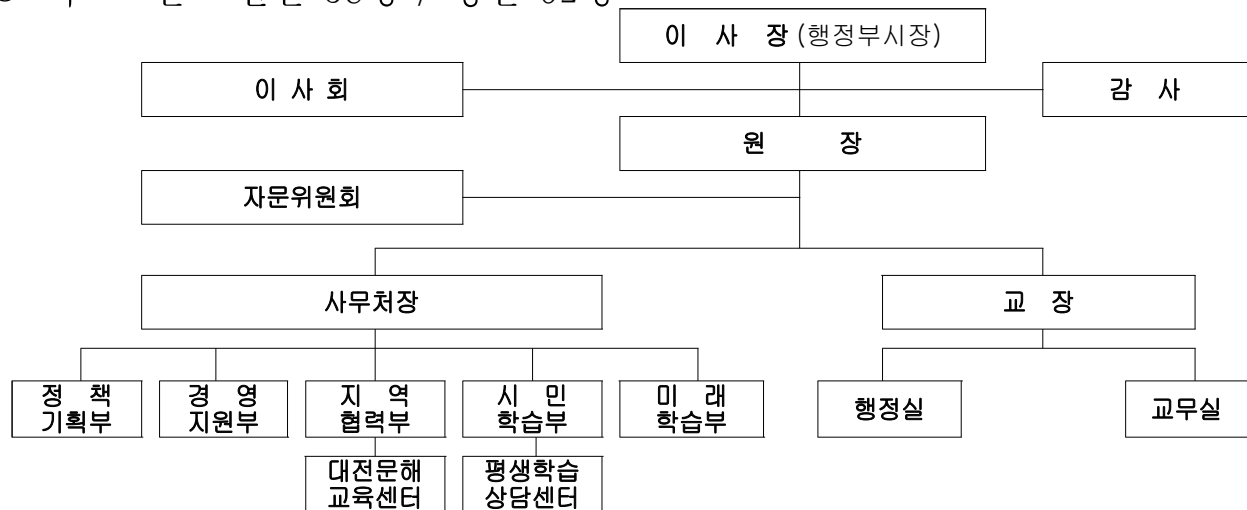 이 사 장 (행정부시장)
이 사 회
감 사
원 장
자문위원회
사무처장
교 장
정 책
기획부
경 영
지원부
지 역
협력부
시 민
학습부
미 래
학습부
행정실
교무실
대전문해
교육센터
평생학습
상담센터